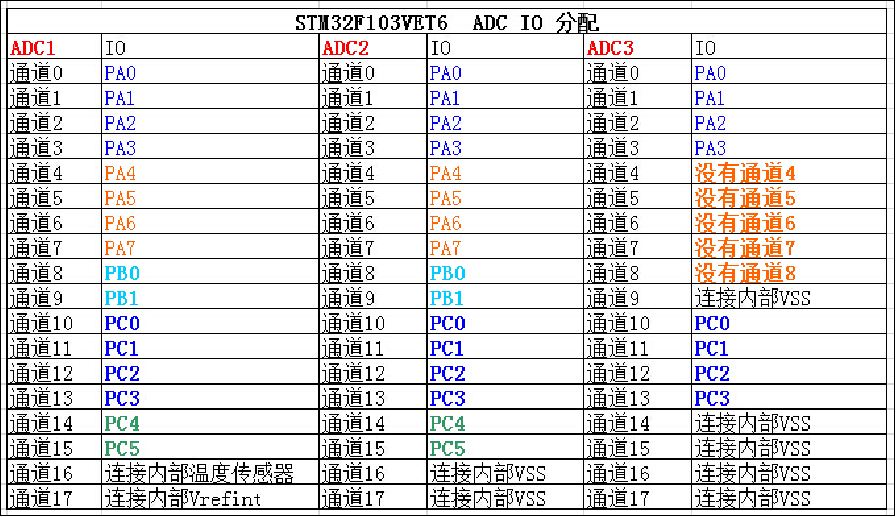 STM32F103VET6 ADC IO 分配
ADC1 IO ADC2 IO ADC3 IO
通道0 PA0 通道0 PA0 通道0 PA0
通道1 PA1 通道1 PA1 通道1 PA1
通道2 PA2 通道2 PA2 通道2 PA2
通道3 PA3 通道3 PA3 通道3 PA3
通道4 PA4 通道4 PA4 通道4 没有通道4
通道5 PA5 通道5 PA5 通道5 没有通道5
通道6 PA6 通道6 PA6 通道6 没有通道6
通道7 PA7 通道7 PA7 通道7 没有通道7
通道8 PB0 通道8 PB0 通道8 没有通道8
通道9 PB1 通道9 PB1 通道9 连接内部VSS
通道10 PC0 通道10 PC0 通道10 PC0
通道11 PC1 通道11 PC1 通道11 PC1
通道12 PC2 通道12 PC2 通道12 PC2
通道13 PC3 通道13 PC3 通道13 PC3
通道14 PC4 通道14 PC4 通道14 连接内部VSS
通道15 PC5 通道15 PC5 通道15 连接内部VSS
通道16 连接内部温度传感器 通道16 连接内部VSS 通道16 连接内部VSS
通道17 连接内部Vrefint 通道17 连接内部VSS 通道17 连接内部VSS